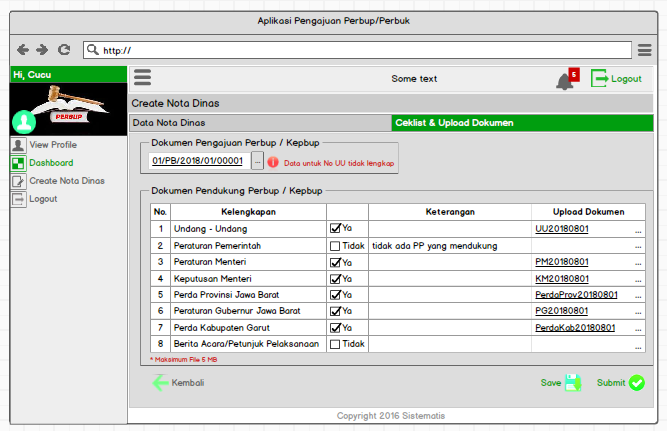 Aplikasi Pengajuan Perbup/Perbuk
http://
Hi, Cucu
Some text
5
Logout
PERBUP
Create Nota Dinas
Data Nota Dinas
Ceklist & Upload Dokumen
View Profile
Dashboard
Create Nota Dinas
Logout
Dokumen Pengajuan Perbup / Kepbup
01/PB/2018/01/00001 ... Data untuk No UU tidak lengkap
Dokumen Pendukung Perbup / Kepbup
No. Kelengkapan Keterangan Upload Dokumen
1 Undang - Undang Ya UU20180801 ...
2 Peraturan Pemerintah Tidak tidak ada PP yang mendukung ...
3 Peraturan Menteri Ya PM20180801 ...
4 Keputusan Menteri Ya KM20180801 ...
5 Perda Provinsi Jawa Barat Ya PerdaProv20180801 ...
6 Peraturan Gubernur Jawa Barat Ya PG20180801 ...
7 Perda Kabupaten Garut Ya PerdaKab20180801 ...
8 Berita Acara/Petunjuk Pelaksanaan Tidak ...
* Maksimum File 5 MB
Kembali
Save
Submit
Copyright 2016 Sistematis